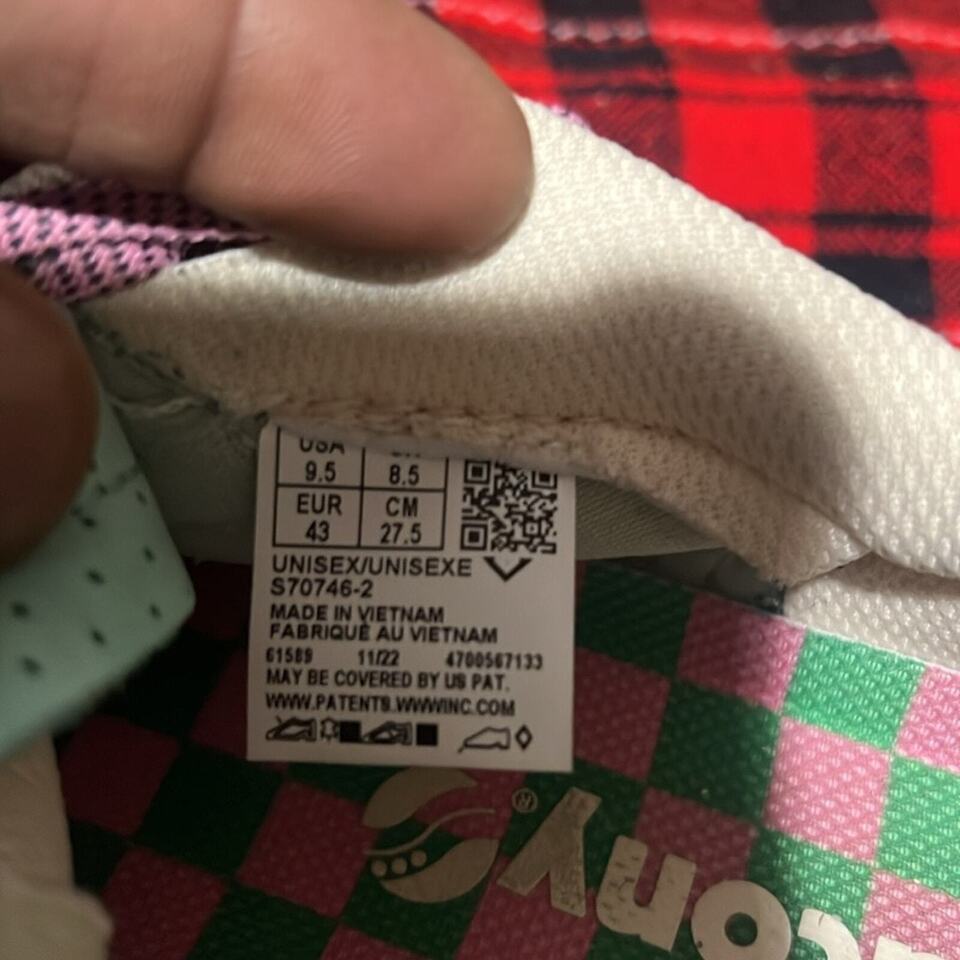 USA
9.5 8.5
EUR CM
43 27.5
UNISEX/UNISEXE
S70746-2
MADE IN VIETNAM
FABRIQUÉ AU VIETNAM
61589 11/22 4700567133
MAY BE COVERED BY US PAT.
WWW.PATENTS.WWWINC.COM
cony ®